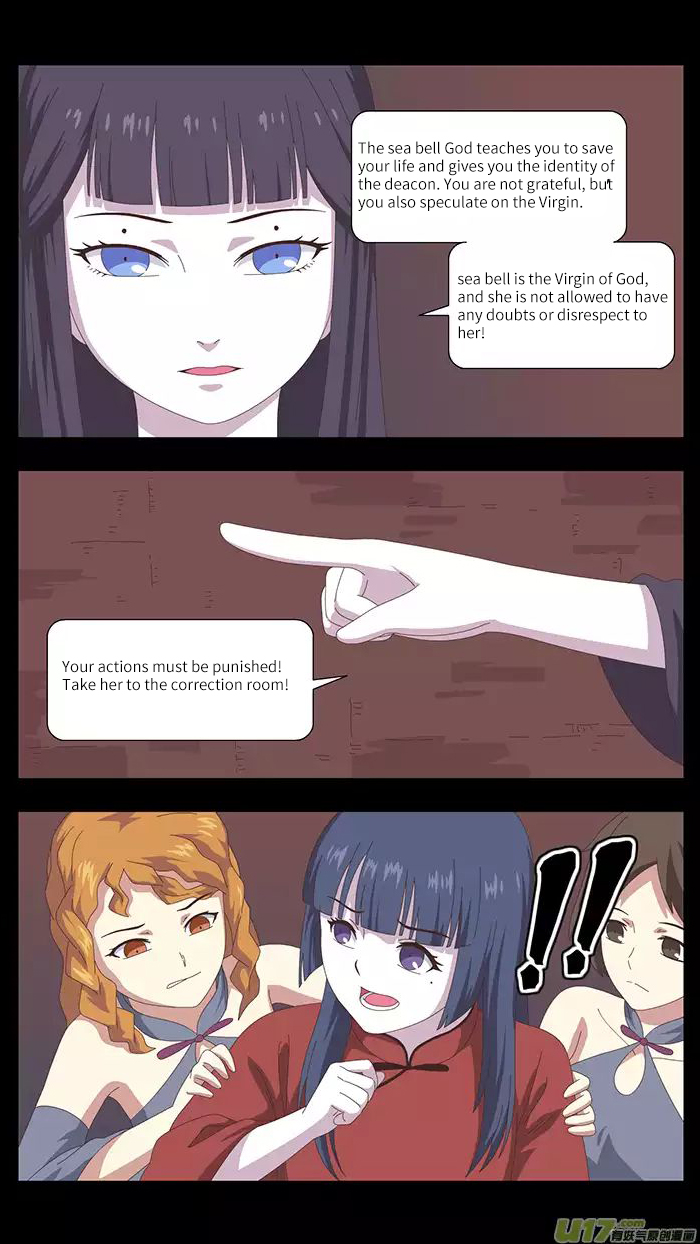 The sea bell God teaches you to save
your life and gives you the identity of
the deacon. You are not grateful, but
you also speculate on the Virgin.
sea bell is the Virgin of God,
and she is not allowed to have
any doubts or disrespect to
her!
Your actions must be punished!
Take her to the correction room!
!!
U17.com
有妖气原创漫画